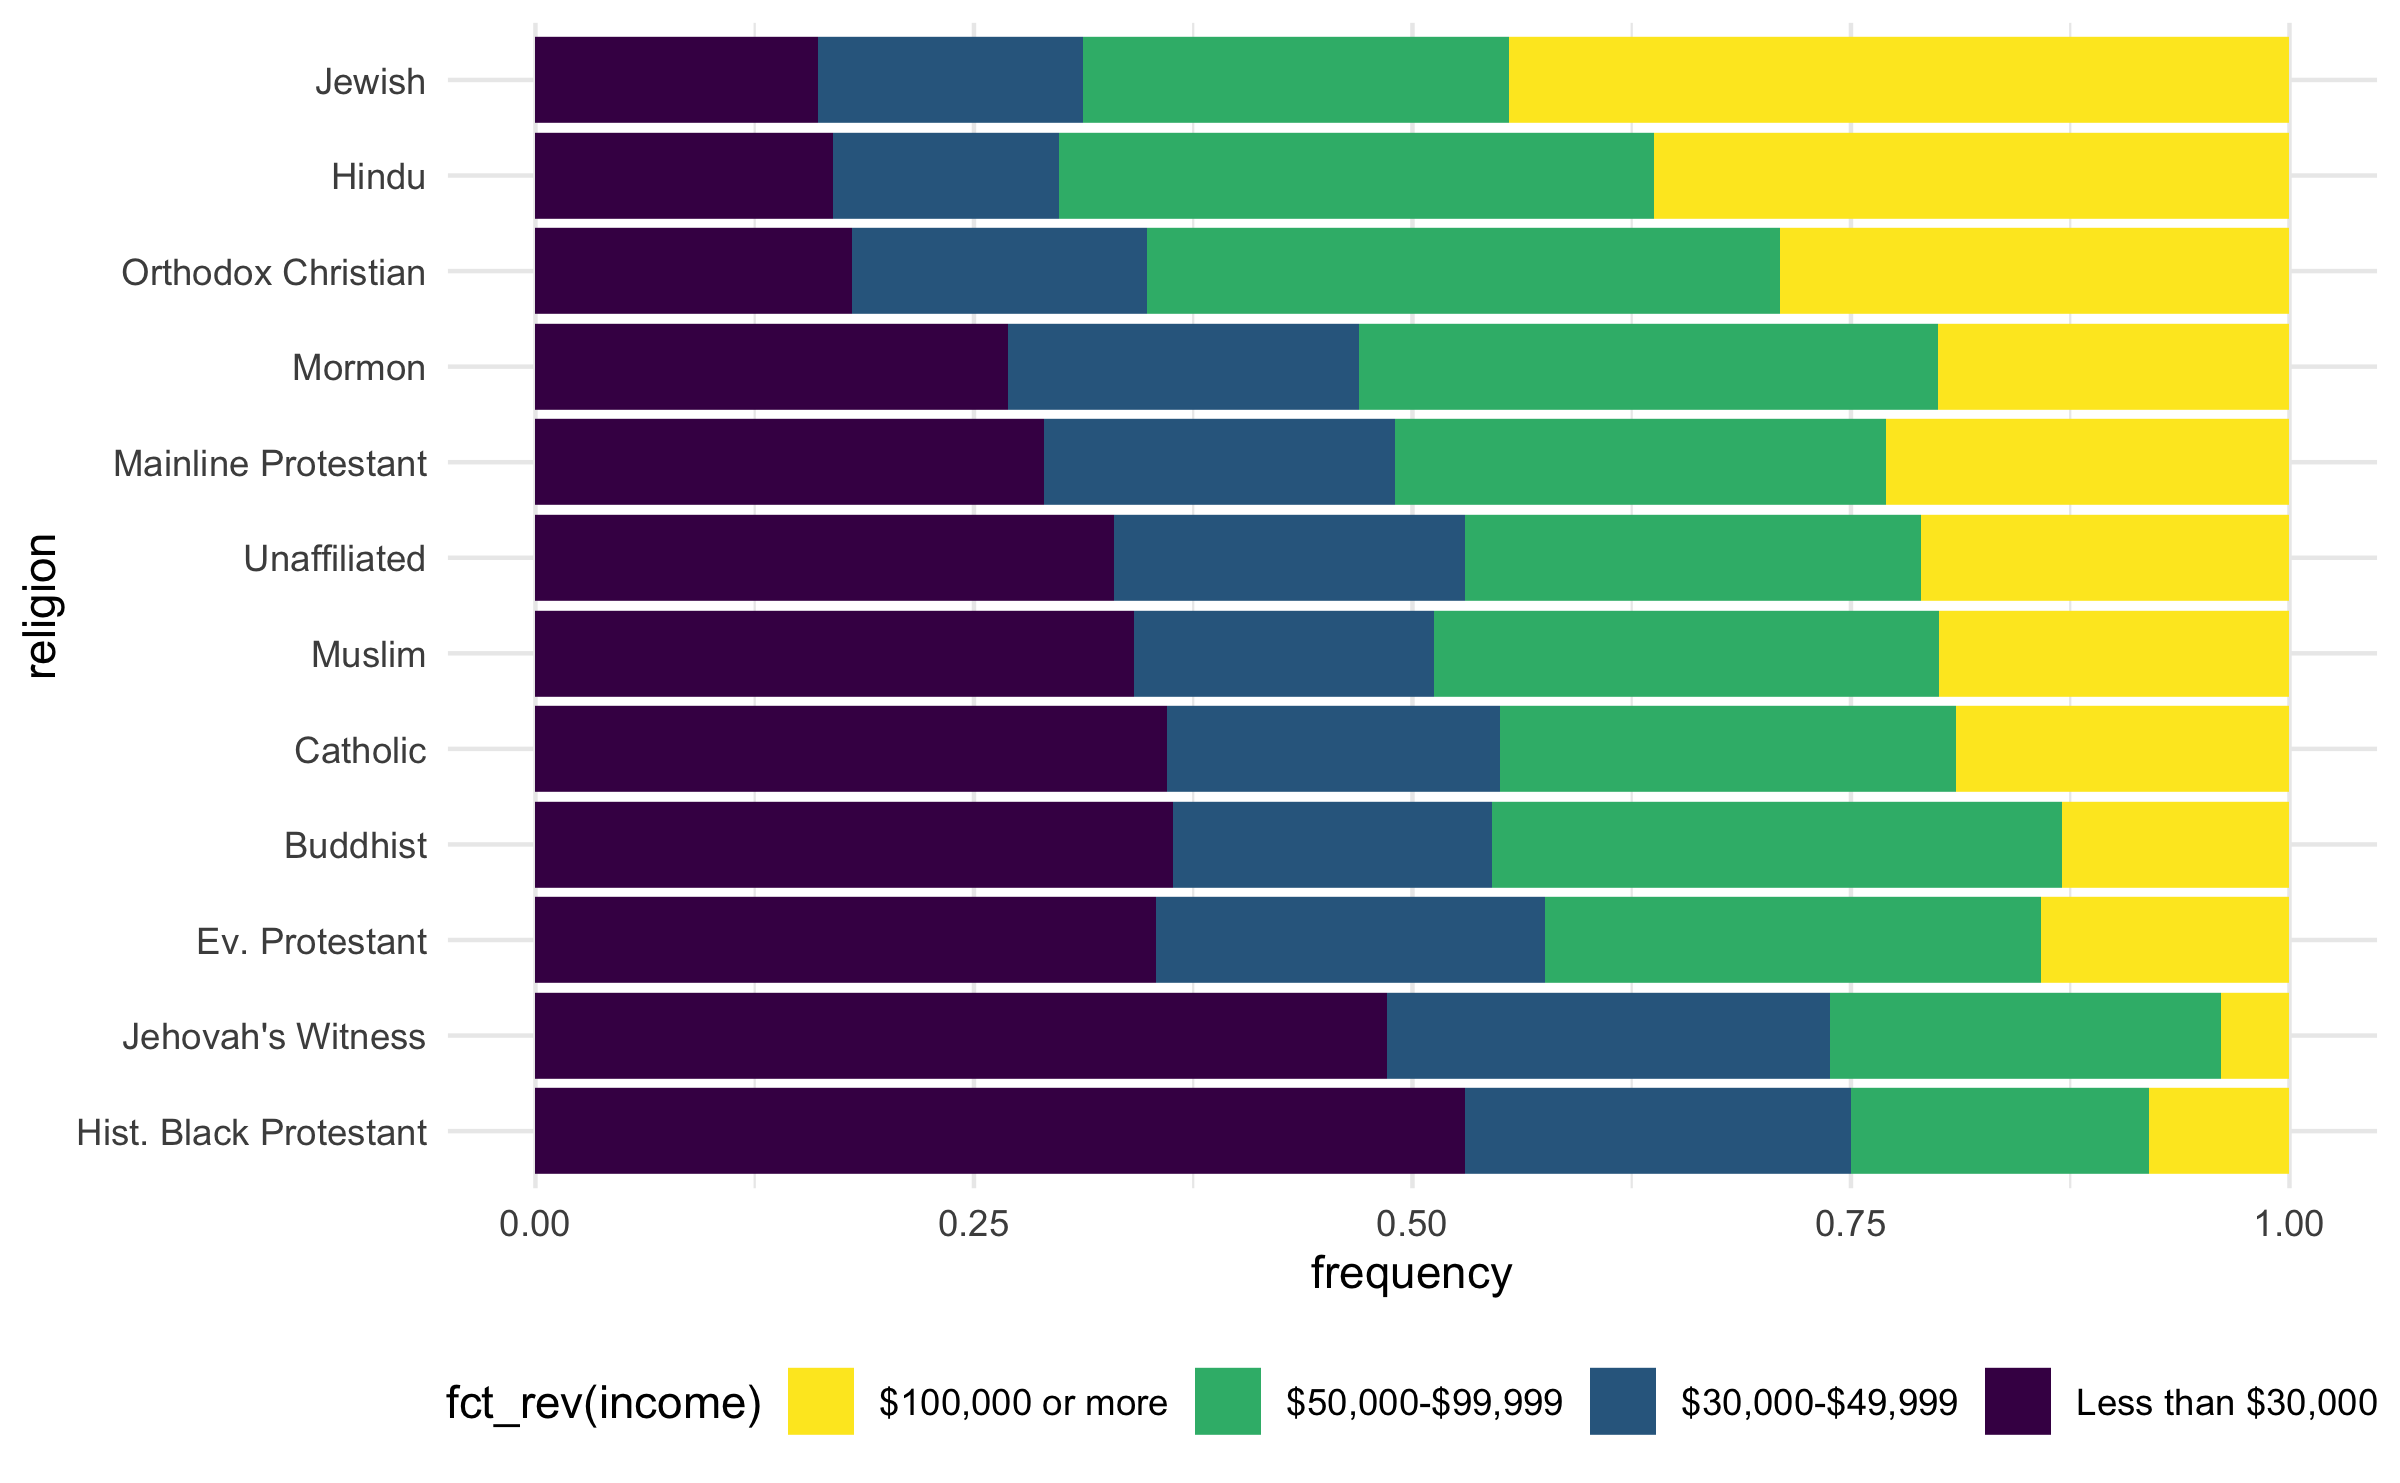 Jewish
Hindu
Orthodox Christian
Mormon
Mainline Protestant
Unaffiliated
Muslim
Catholic
Buddhist
Ev. Protestant
Jehovah's Witness
Hist. Black Protestant
religion
0.00 0.25 0.50 0.75 1.00
frequency
fct_rev(income) $100,000 or more $50,000-$99,999 $30,000-$49,999 Less than $30,000